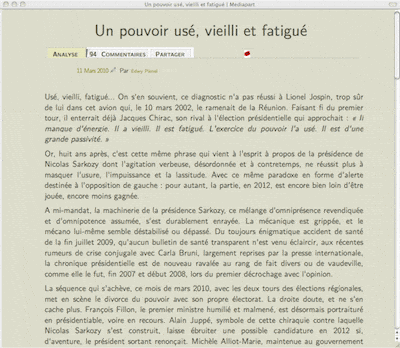 Un pouvoir usé, vieilli et fatigué | Mediapart
Un pouvoir usé, vieilli et fatigué
Analyse 94 Commentaires Partager
11 Mars 2010 Par Edwy Plenel
Usé, vieilli, fatigué... On s'en souvient, ce diagnostic n'a pas réussi à Lionel Jospin, trop sûr
de lui dans cet avion qui, le 10 mars 2002, le ramenait de la Réunion. Faisant fi du premier
tour, il enterrait déjà Jacques Chirac, son rival à l'élection présidentielle qui approchait : « Il
manque d'énergie. Il a vieilli. Il est fatigué. L'exercice du pouvoir l'a usé. Il est d'une
grande passivité. »
Or, huit ans après, c'est cette même phrase qui vient à l'esprit à propos de la présidence de
Nicolas Sarkozy dont l'agitation verbeuse, désordonnée et à contretemps, ne réussit plus à
masquer l'usure, l'impuissance et la lassitude. Avec ce même paradoxe en forme d'alerte
destinée à l'opposition de gauche : pour autant, la partie, en 2012, est encore bien loin d'être
jouée, encore moins gagnée.
A mi-mandat, la machinerie de la présidence Sarkozy, ce mélange d'omniprésence revendiquée
et d'omnipotence assumée, s'est durablement enrayée. La mécanique est grippée, et le
mécano lui-même semble déstabilisé ou dépassé. Du toujours énigmatique accident de santé
de la fin juillet 2009, qu'aucun bulletin de santé transparent n'est venu éclaircir, aux récentes
rumeurs de crise conjugale avec Carla Bruni, largement reprises par la presse internationale,
la chronique présidentielle est de nouveau ravalée au rang de fait divers ou de vaudeville,
comme elle le fut, fin 2007 et début 2008, lors du premier décrochage avec l'opinion.
La séquence qui s'achève, ce mois de mars 2010, avec les deux tours des élections régionales,
met en scène le divorce du pouvoir avec son propre électorat. La droite doute, et ne s'en
cache plus. François Fillon, le premier ministre humilié et malmené, est désormais portraituré
en présidentiable, voire en recours. Alain Juppé, symbole de cette chiraquie contre laquelle
Nicolas Sarkozy s'est construit, laisse ébruiter une possible candidature en 2012 si,
d'aventure, le président sortant renonçait. Michèle Alliot-Marie, maintenue au gouvernement